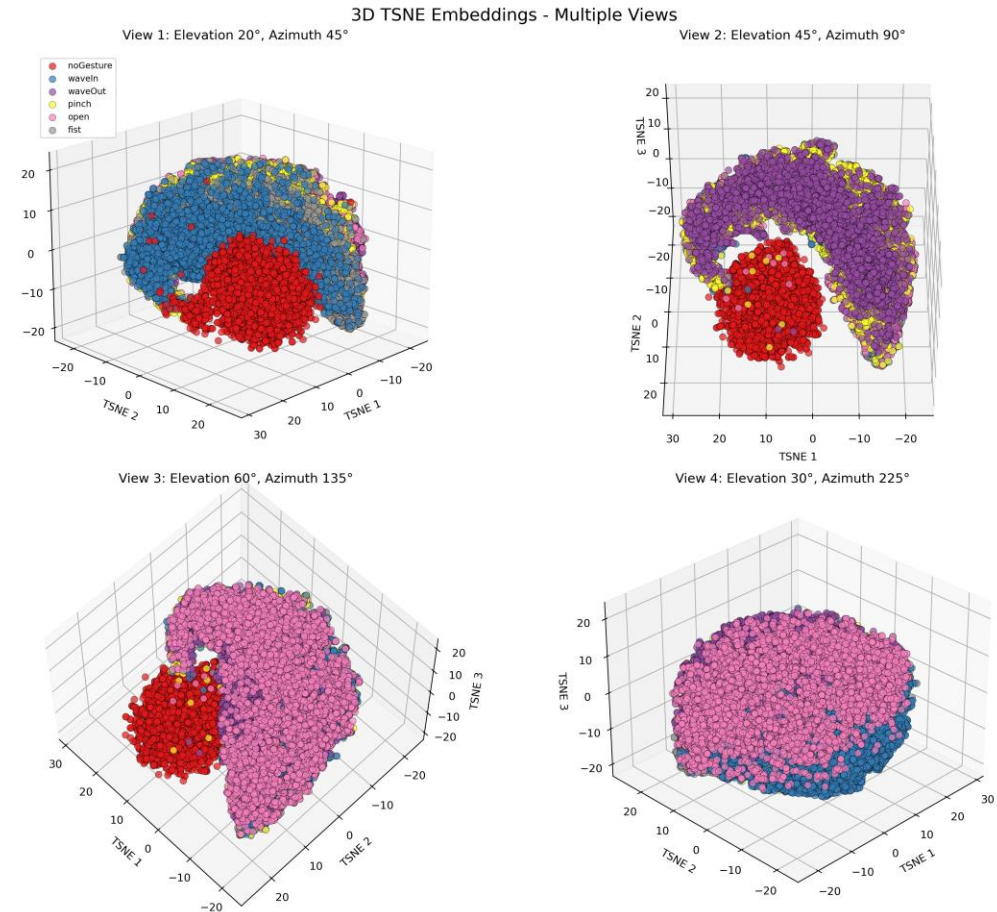 3D TSNE Embeddings - Multiple Views
View 1: Elevation 20°, Azimuth 45°
noGesture
waveIn
waveOut
pinch
open
fist
20
10
0
−10
−20
−20
−10
0
10
20
TSNE 2
30
20
10
0
−10
−20
TSNE 1
View 2: Elevation 45°, Azimuth 90°
20
10
0
−10
−20
TSNE 3
−20
−10
0
10
20
TSNE 2
30
20
10
0
−10
−20
TSNE 1
View 3: Elevation 60°, Azimuth 135°
20
10
0
−10
−20
TSNE 3
30
20
10
0
−10
−20
TSNE 1
−20
−10
0
10
20
TSNE 2
View 4: Elevation 30°, Azimuth 225°
20
10
0
−10
−20
TSNE 3
20
10
0
−10
−20
TSNE 2
30
20
10
0
−10
−20
TSNE 1